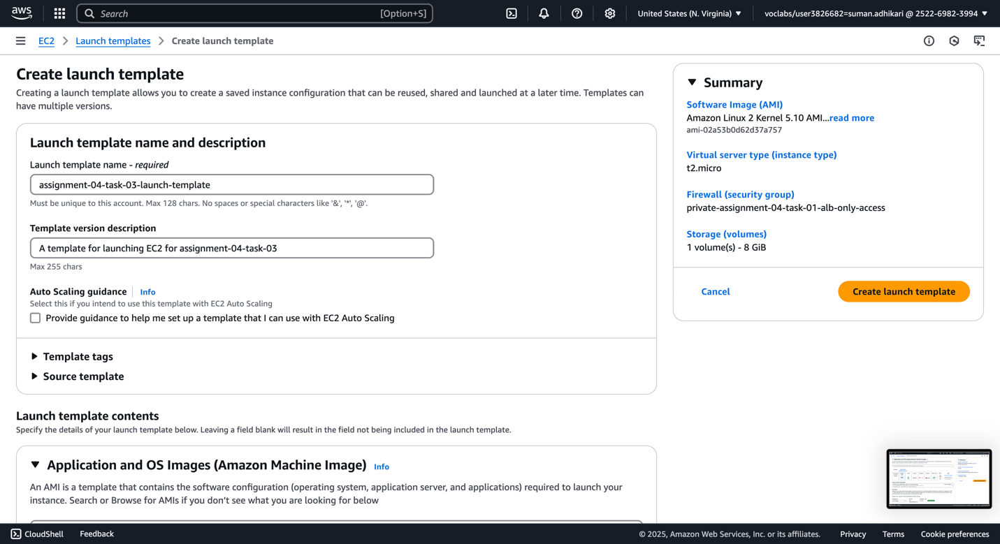 aws
Search
[Option+S]
United States (N. Virginia)
voclabs/user3826682=suman.adhikari @ 2522-6982-3994
EC2
Launch templates
Create launch template
Create launch template
Creating a launch template allows you to create a saved instance configuration that can be reused, shared and launched at a later time. Templates can
have multiple versions.
Launch template name and description
Launch template name - required
assignment-04-task-03-launch-template
Must be unique to this account. Max 128 chars. No spaces or special characters like '&', '*', '@'.
Template version description
A template for launching EC2 for assignment-04-task-03
Max 255 chars
Auto Scaling guidance
Info
Select this if you intend to use this template with EC2 Auto Scaling
Provide guidance to help me set up a template that I can use with EC2 Auto Scaling
Template tags
Source template
Launch template contents
Specify the details of your launch template below. Leaving a field blank will result in the field not being included in the launch template.
Application and OS Images (Amazon Machine Image)
Info
An AMI is a template that contains the software configuration (operating system, application server, and applications) required to launch your
instance. Search or Browse for AMIs if you don’t see what you are looking for below
Summary
Software Image (AMI)
Amazon Linux 2 Kernel 5.10 AMI...read more
ami-02a53b0d62d37a757
Virtual server type (instance type)
t2.micro
Firewall (security group)
private-assignment-04-task-01-alb-only-access
Storage (volumes)
1 volume(s) - 8 GiB
Cancel
Create launch template
CloudShell
Feedback
© 2025, Amazon Web Services, Inc. or its affiliates.
Privacy
Terms
Cookie preferences